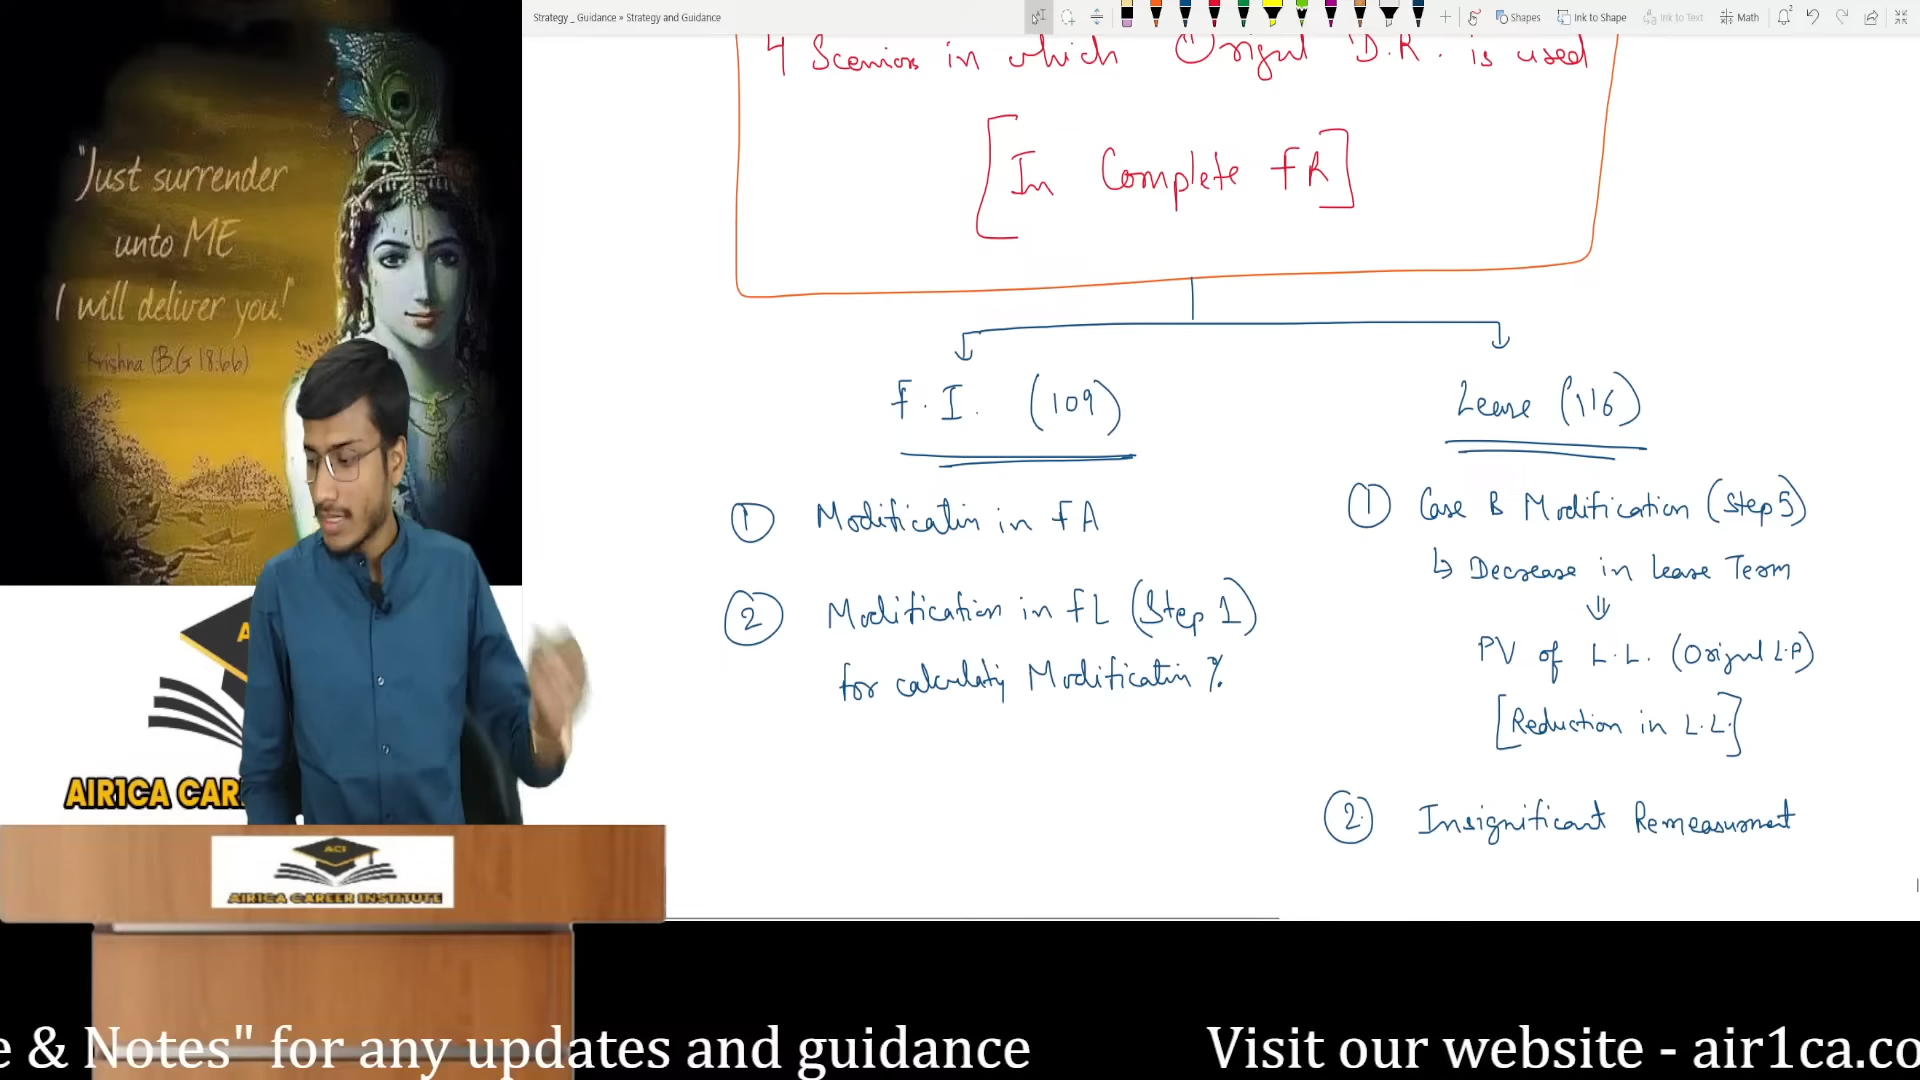 Strategy _ Guidance » Strategy and Guidance
Shapes
Ink to Shape
Ink to Text
Math
4 Scenios in which Original D.R. is used
[In Complete FR]
F.I. (109)
Lease (116)
① Modification in FA
② Modification in FL (Step 1)
for calculatiy Modification %
① Case B Modification (Step 5)
↳ Decrease in Lease Term
⇓
PV of L.L. (Orignl L.P)
[Reduction in L.L.]
② Insignificant Remeasurment
"Just surrender
unto ME
I will deliver you!"
Krishna (B.G 18:66)
AIR1CA CAR
ACI
AIR1CA CAREER INSTITUTE
e & Notes" for any updates and guidance
Visit our website - air1ca.co